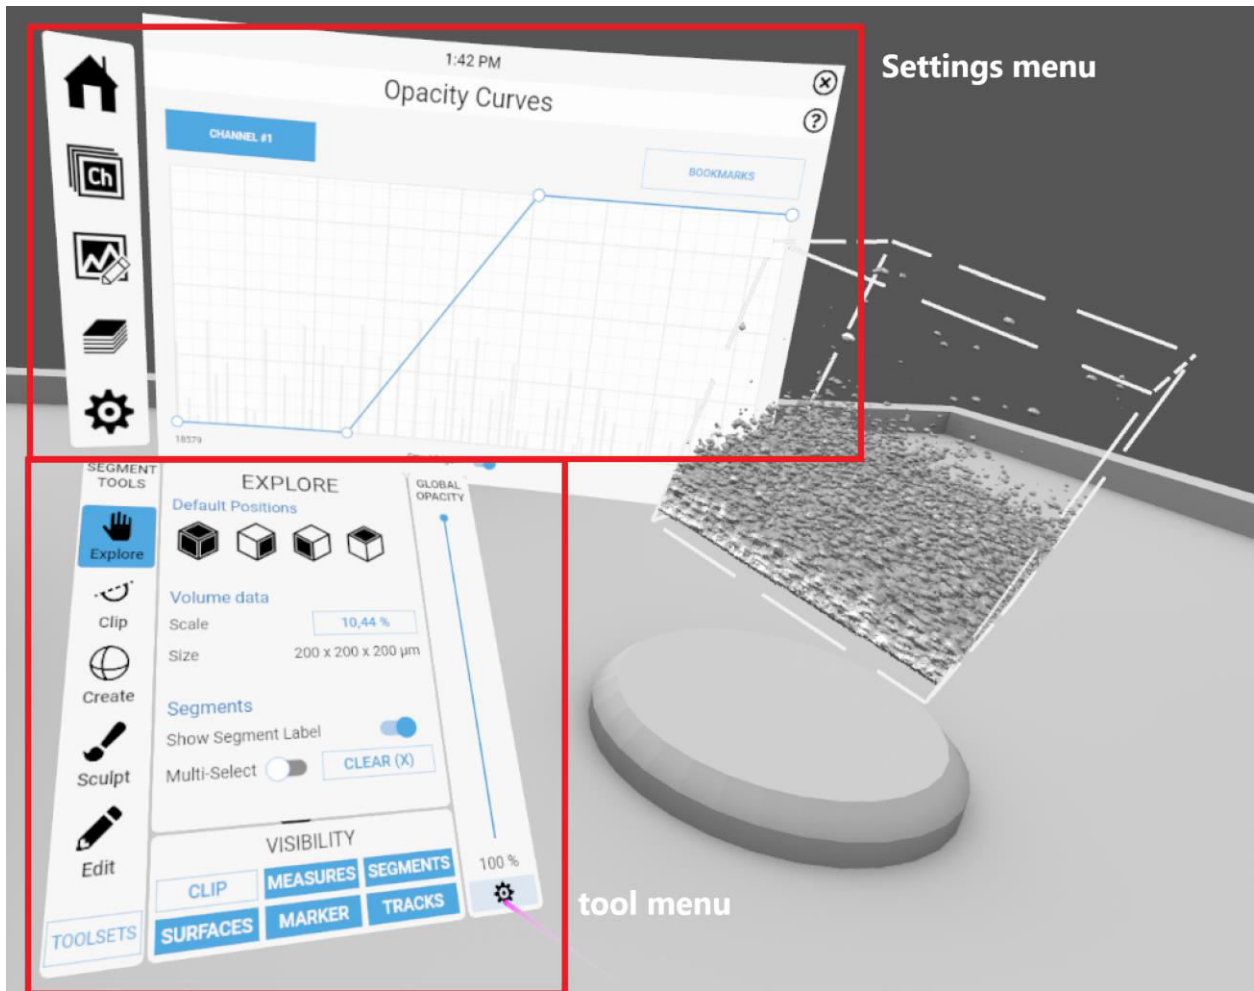 Settings menu
1:42 PM
Opacity Curves
CHANNEL #1
BOOKMARKS
Ch
18579
SEGMENT
TOOLS
Explore
Clip
Create
Sculpt
Edit
TOOLSETS
EXPLORE
Default Positions
Volume data
Scale 10,44 %
Size 200 x 200 x 200 µm
Segments
Show Segment Label
Multi-Select CLEAR (X)
VISIBILITY
CLIP MEASURES SEGMENTS
SURFACES MARKER TRACKS
GLOBAL
OPACITY
100 %
tool menu